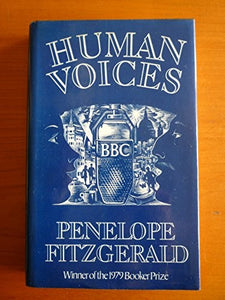 HUMAN
VOICES
BBC
PENELOPE
FITZGERALD
Winner of the 1979 Booker Prize